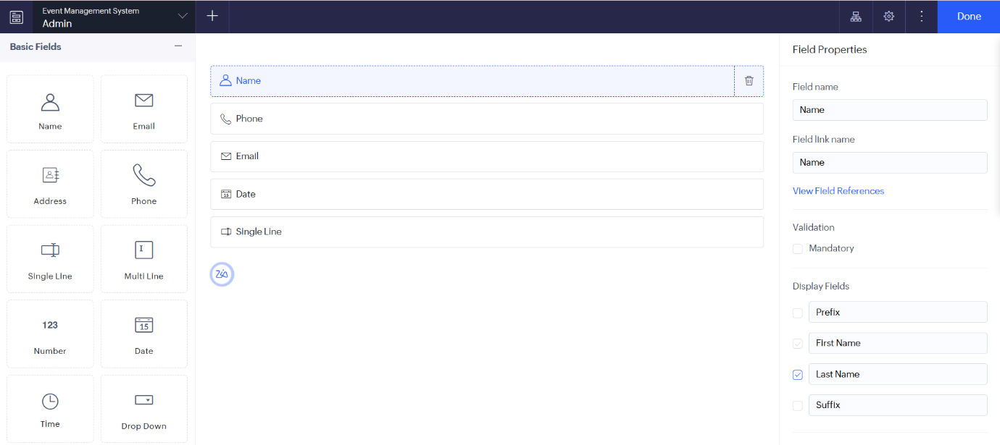 Event Management System
Admin
Done
Basic Fields
Name
Email
Address
Phone
Single Line
Multi Line
123
Number
15
Date
Time
Drop Down
Name
Phone
Email
15
Date
Single Line
Zia
Field Properties
Field name
Name
Field link name
Name
View Field References
Validation
Mandatory
Display Fields
Prefix
First Name
Last Name
Suffix